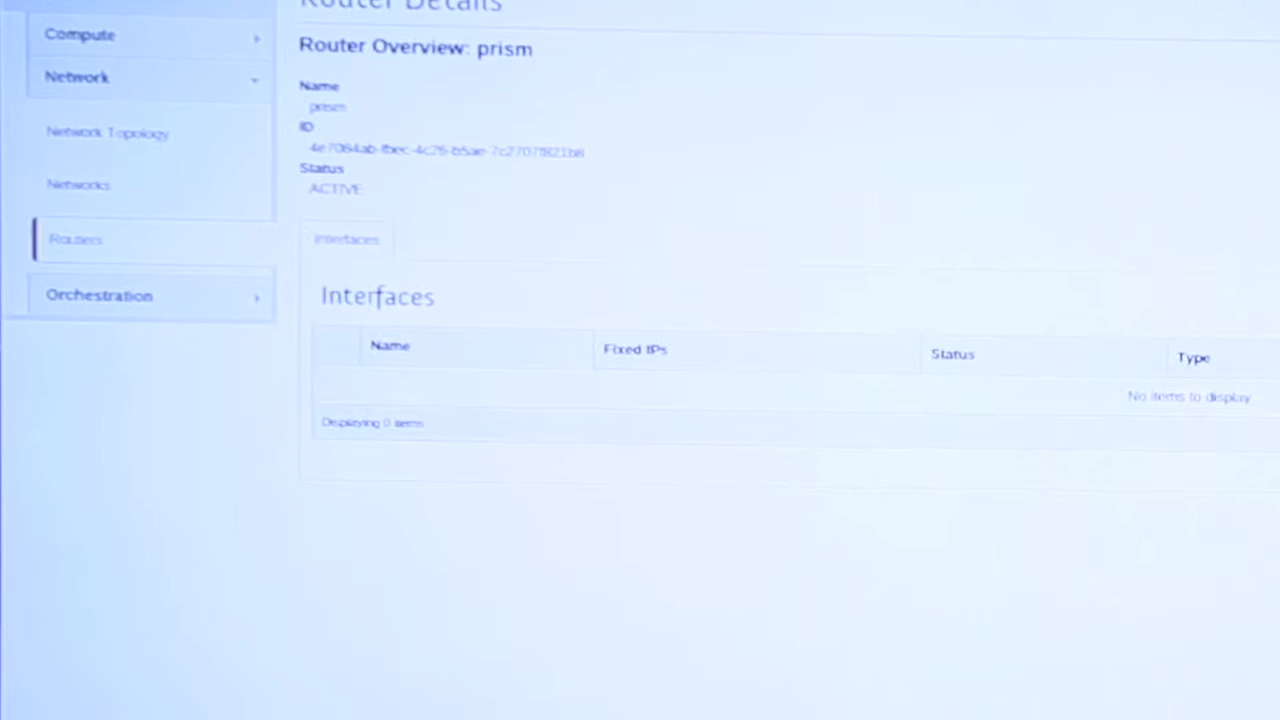 Router Details
Compute
Network
Network Topology
Networks
Routers
Orchestration
Router Overview: prism
Name
prism
ID
Status
ACTIVE
Interfaces
Interfaces
Name Fixed IPs Status Type
No items to display
Displaying 0 items